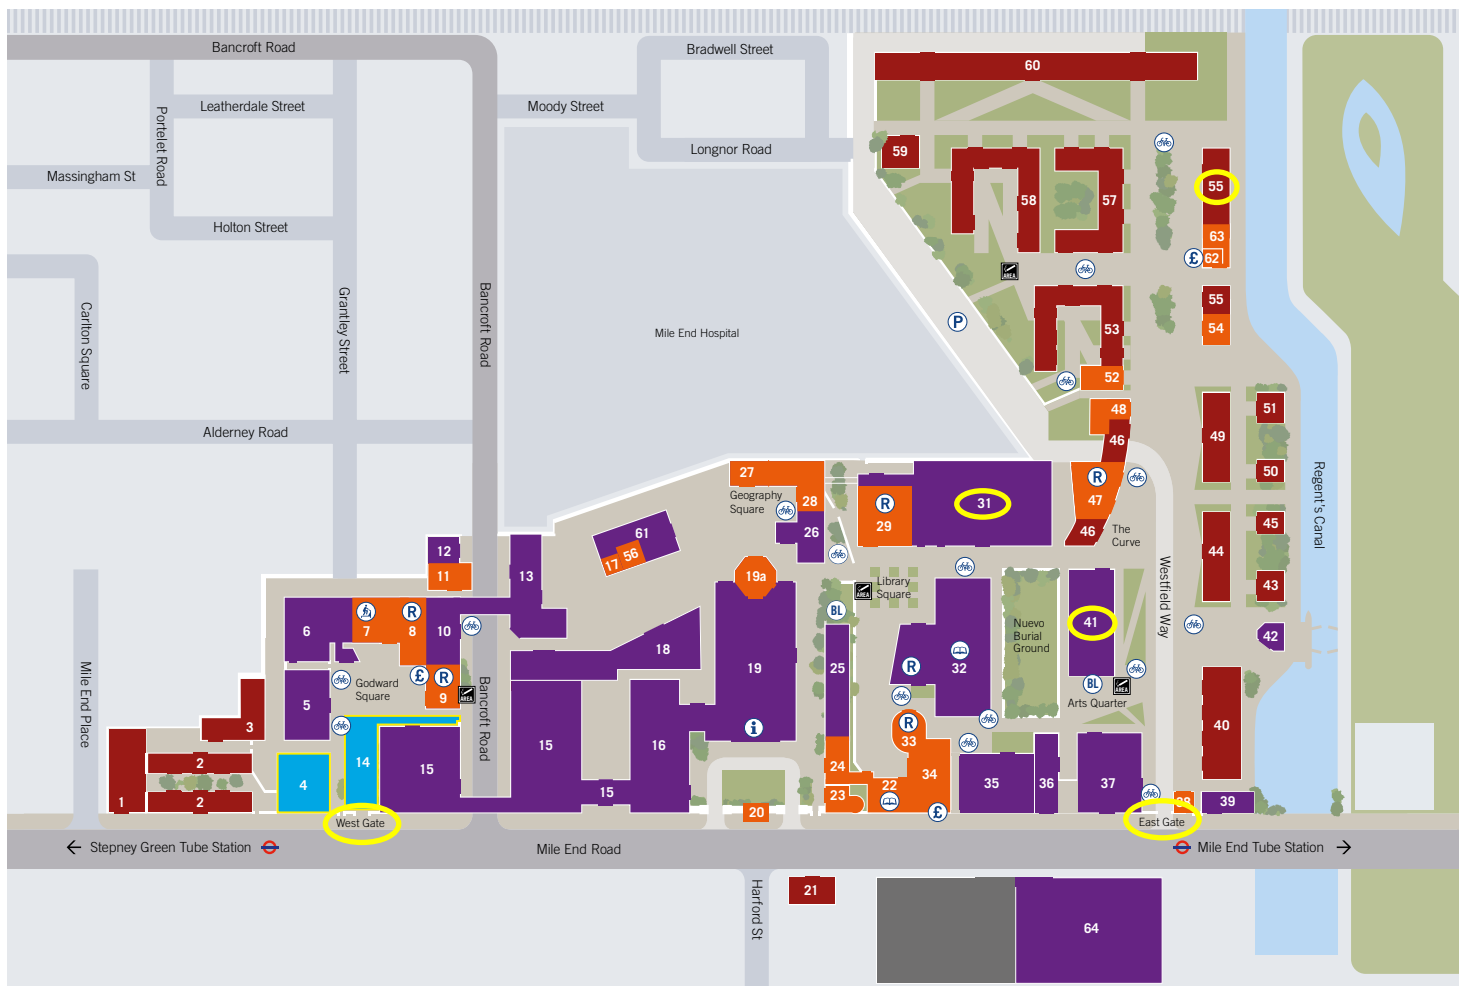 Bancroft Road
Bradwell Street
60
Leatherdale Street
Moody Street
Portelet Road
Longnor Road
59
Massingham St
55
58
57
Holton Street
63
£
62
AREA
Carlton Square
Grantley Street
Bancroft Road
55
P
54
53
Mile End Hospital
52
51
48
Alderney Road
49
46
50
Regent's Canal
27
R
Geography
Square
28
R
31
47
29
45
61
26
46
The
Curve
12
17
56
44
11
13
19a
Library
Square
AREA
43
Westfield Way
BL
Nuevo
Burial
Ground
41
6
7
R
8
10
18
42
25
R
32
19
Mile End Place
Godward
Square
£
R
9
AREA
Bancroft Road
BL
AREA
5
Arts Quarter
3
i
R
33
40
15
16
2
14
15
24
34
4
35
36
37
22
15
1
2
23
39
20
£
West Gate
East Gate
Stepney Green Tube Station
Mile End Road
Mile End Tube Station
21
Harford St
64